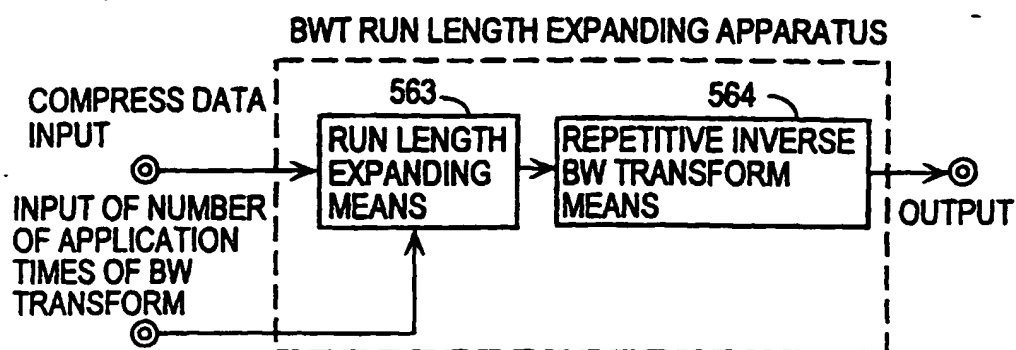 BWT RUN LENGTH EXPANDING APPARATUS
COMPRESS DATA
INPUT
563
RUN LENGTH
EXPANDING
MEANS
564
REPETITIVE INVERSE
BW TRANSFORM
MEANS
OUTPUT
INPUT OF NUMBER
OF APPLICATION
TIMES OF BW
TRANSFORM